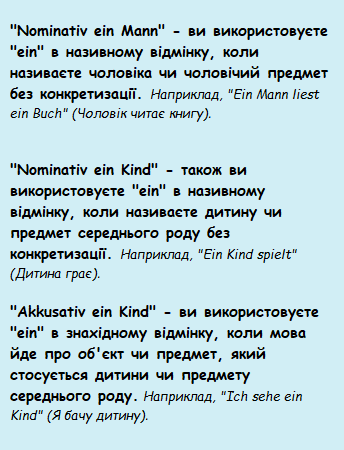 "Nominativ ein Mann" - ви використовуєте
"ein" в називному відмінку, коли
називаєте чоловіка чи чоловічий предмет
без конкретизації. Наприклад, "Ein Mann liest
ein Buch" (Чоловік читає книгу).
"Nominativ ein Kind" - також ви
використовуєте "ein" в називному
відмінку, коли називаєте дитину чи
предмет середнього роду без
конкретизації. Наприклад, "Ein Kind spielt"
(Дитина грає).
"Akkusativ ein Kind" - ви використовуєте
"ein" в знахідному відмінку, коли мова
йде про об'єкт чи предмет, який
стосується дитини чи предмету
середнього роду. Наприклад, "Ich sehe ein
Kind" (Я бачу дитину).